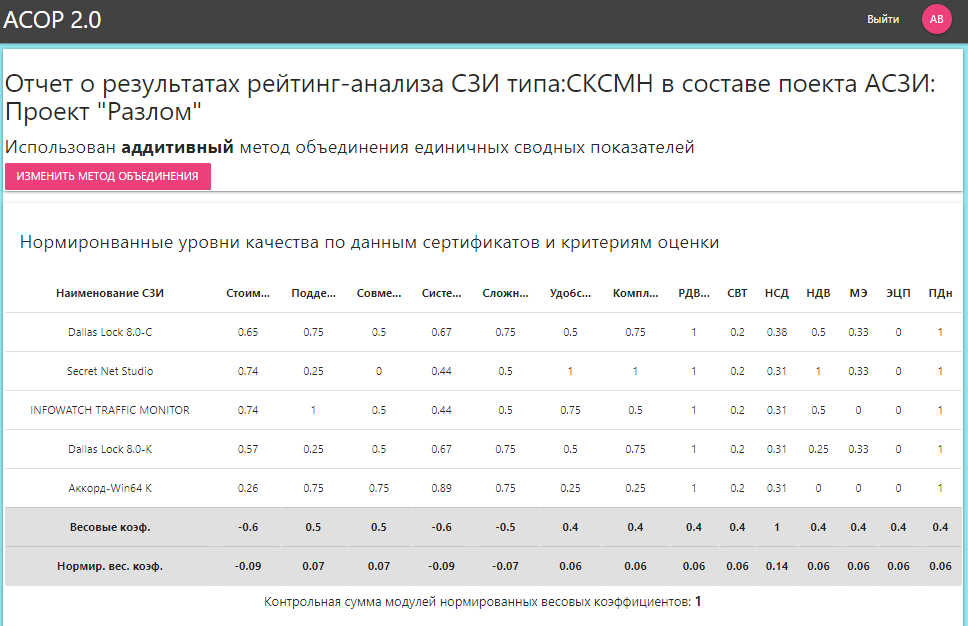 АСОР 2.0
Выйти
АВ
Отчет о результатах рейтинг-анализа СЗИ типа:СКСМН в составе поекта АСЗИ:
Проект "Разлом"
Использован аддитивный метод объединения единичных сводных показателей
ИЗМЕНИТЬ МЕТОД ОБЪЕДИНЕНИЯ
Нормиронванные уровни качества по данным сертификатов и критериям оценки
Наименование СЗИ Стоим... Подде... Совме... Систе... Сложн... Удобс... Компл... РДВ... СВТ НСД НДВ МЭ ЭЦП ПДн
Dallas Lock 8.0-С 0.65 0.75 0.5 0.67 0.75 0.5 0.75 1 0.2 0.38 0.5 0.33 0 1
Secret Net Studio 0.74 0.25 0 0.44 0.5 1 1 1 0.2 0.31 1 0.33 0 1
INFOWATCH TRAFFIC MONITOR 0.74 1 0.5 0.44 0.5 0.75 0.5 1 0.2 0.31 0.5 0 0 1
Dallas Lock 8.0-К 0.57 0.25 0.5 0.67 0.75 0.5 0.75 1 0.2 0.31 0.25 0.33 0 1
Аккорд-Win64 К 0.26 0.75 0.75 0.89 0.75 0.25 0.25 1 0.2 0.31 0 0 0 1
Весовые коэф. -0.6 0.5 0.5 -0.6 -0.5 0.4 0.4 0.4 0.4 1 0.4 0.4 0.4 0.4
Нормир. вес. коэф. -0.09 0.07 0.07 -0.09 -0.07 0.06 0.06 0.06 0.06 0.14 0.06 0.06 0.06 0.06
Контрольная сумма модулей нормированных весовых коэффициентов: 1